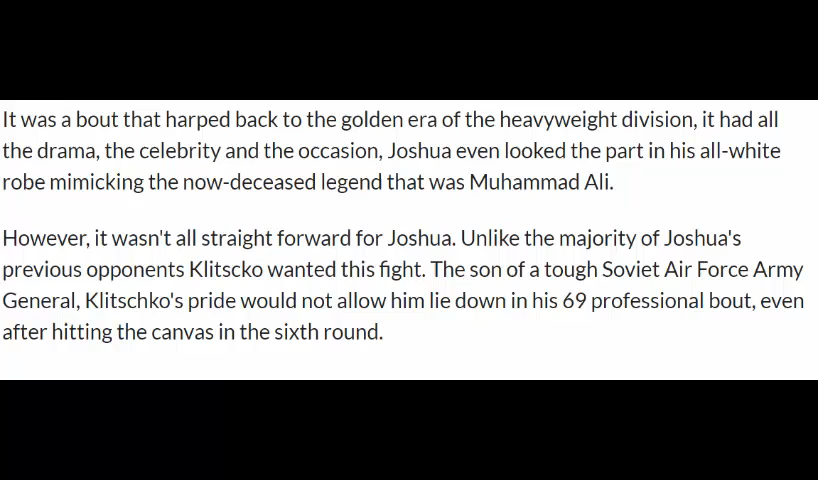 It was a bout that harped back to the golden era of the heavyweight division, it had all
the drama, the celebrity and the occasion, Joshua even looked the part in his all-white
robe mimicking the now-deceased legend that was Muhammad Ali.
However, it wasn't all straight forward for Joshua. Unlike the majority of Joshua's
previous opponents Klitscko wanted this fight. The son of a tough Soviet Air Force Army
General, Klitschko's pride would not allow him lie down in his 69 professional bout, even
after hitting the canvas in the sixth round.